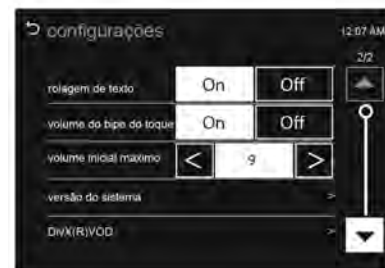 configurações
12:07 AM
2/2
rolagem de texto On Off
volume do bipe do toque On Off
volume inicial máximo < 9 >
versão do sistema >
DivX(R)VOD >